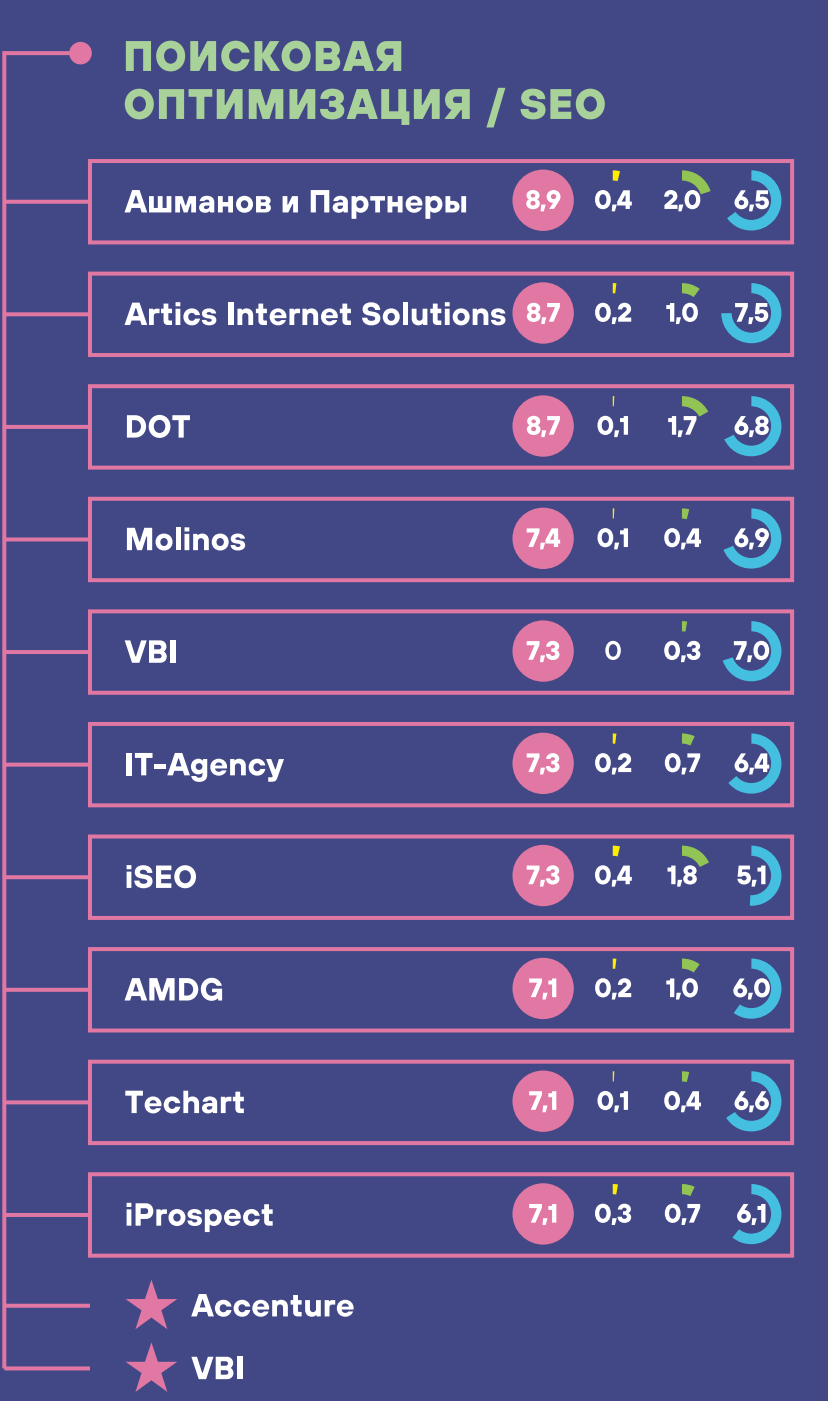 ПОИСКОВАЯ
ОПТИМИЗАЦИЯ / SEO
Ашманов и Партнеры 8,9 0,4 2,0 6,5
Artics Internet Solutions 8,7 0,2 1,0 7,5
DOT 8,7 0,1 1,7 6,8
Molinos 7,4 0,1 0,4 6,9
VBI 7,3 0 0,3 7,0
IT-Agency 7,3 0,2 0,7 6,4
iSEO 7,3 0,4 1,8 5,1
AMDG 7,1 0,2 1,0 6,0
Techart 7,1 0,1 0,4 6,6
iProspect 7,1 0,3 0,7 6,1
Accenture
VBI